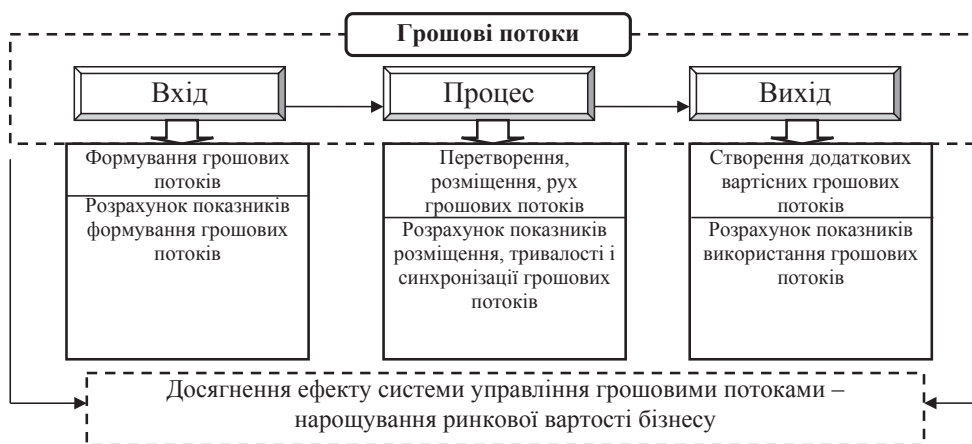 Грошові потоки
Вхід
Процес
Вихід
Формування грошових
потоків
Розрахунок показників
формування грошових
потоків
Перетворення,
розміщення, рух
грошових потоків
Розрахунок показників
розміщення, тривалості і
синхронізації грошових
потоків
Створення додаткових
вартісних грошових
потоків
Розрахунок показників
використання грошових
потоків
Досягнення ефекту системи управління грошовими потоками –
нарощування ринкової вартості бізнесу